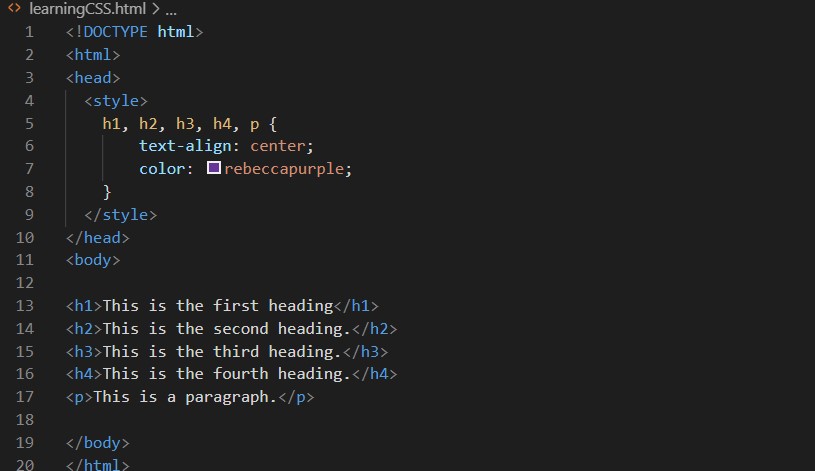 <> learningCSS.html > ...
1 <!DOCTYPE html>
2 <html>
3 <head>
4 <style>
5 h1, h2, h3, h4, p {
6 text-align: center;
7 color: rebeccapurple;
8 }
9 </style>
10 </head>
11 <body>
12
13 <h1>This is the first heading</h1>
14 <h2>This is the second heading.</h2>
15 <h3>This is the third heading.</h3>
16 <h4>This is the fourth heading.</h4>
17 <p>This is a paragraph.</p>
18
19 </body>
20 </html>